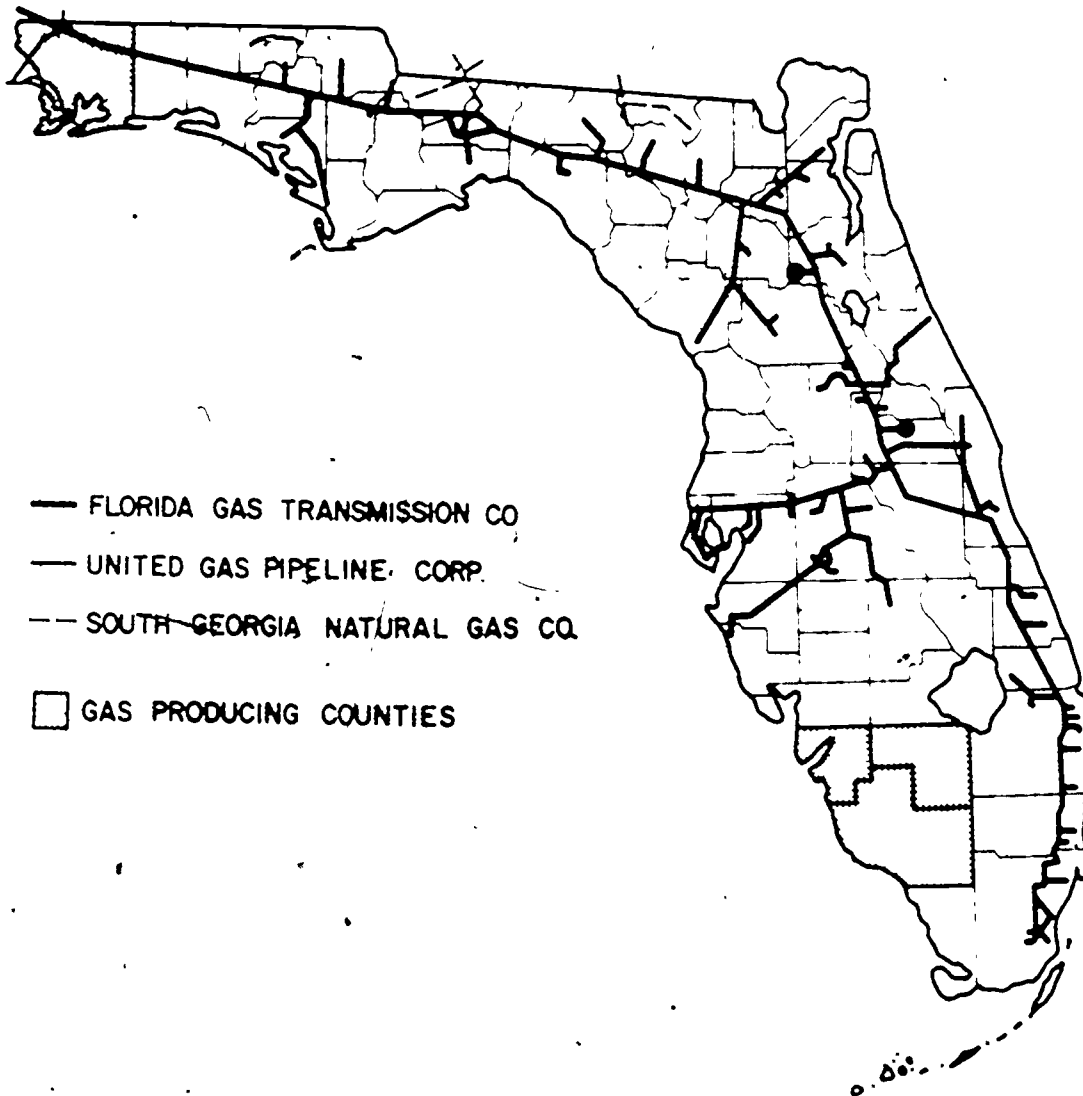 FLORIDA GAS TRANSMISSION CO
UNITED GAS PIPELINE CORP.
SOUTH GEORGIA NATURAL GAS CO.
GAS PRODUCING COUNTIES